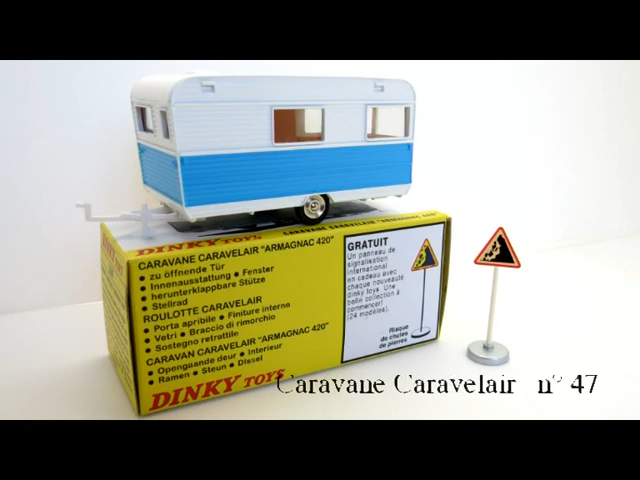 DINKY TOYS
CARAVANE CARAVELAIR "ARMAGNAC 420"
CARAVANE CARAVELAIR "ARMAGNAC 420"
● zu öffnende Tür
● Innenausstattung ● Fenster
● herunterklappbare Stütze
● Stellrad
ROULOTTE CARAVELAIR
● Porta apribile ● Finiture interne
● Vetri ● Braccio di rimorchio
● Sostegno retrattile
CARAVAN CARAVELAIR "ARMAGNAC 420"
● Opengaande deur ● Interieur
● Ramen ● Steun ● Dissel
DINKY TOYS
GRATUIT
Un panneau de
signalisation
international
en cadeau avec
chaque nouveauté
dinky toys. Une
belle collection à
commencer!
(24 modèles).
Risque
de chutes
de pierres
Caravane Caravelair n° 47